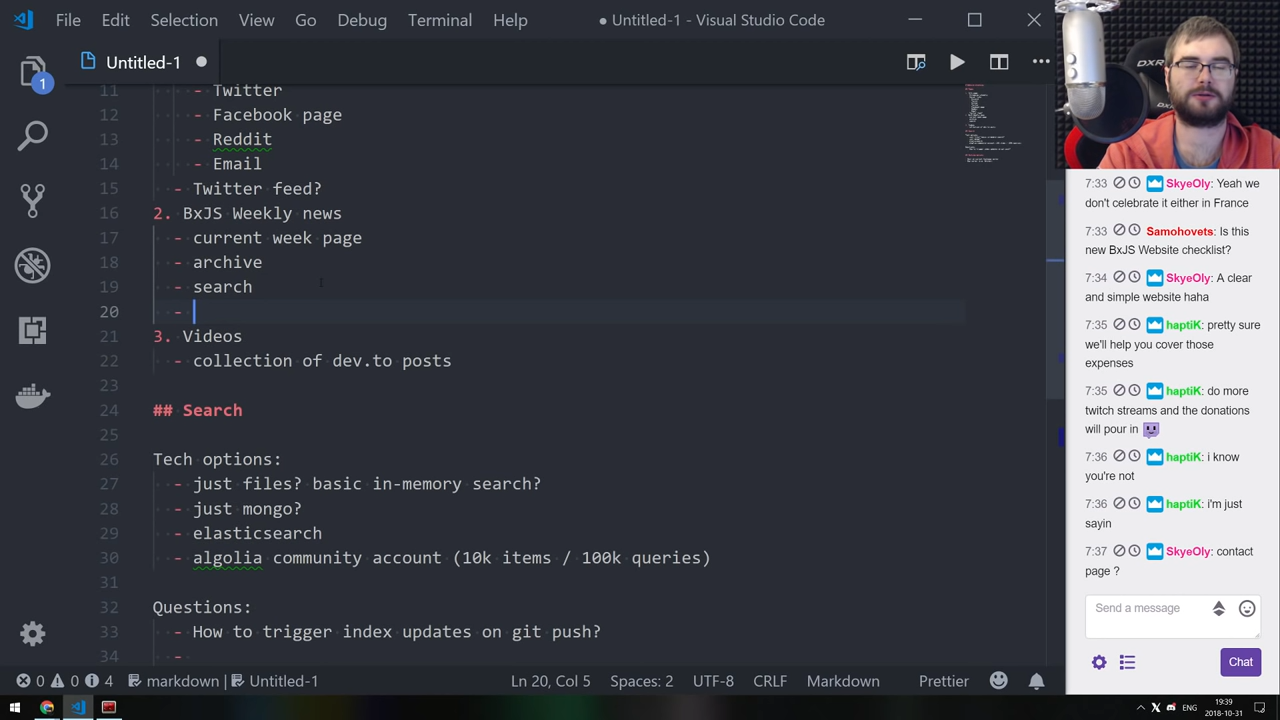 File Edit Selection View Go Debug Terminal Help
● Untitled-1 - Visual Studio Code
1
Untitled-1 ●
11 - Twitter
12 - Facebook page
13 - Reddit
14 - Email
15 - Twitter feed?
16 2. BxJS Weekly news
17 - current week page
18 - archive
19 - search
20 -
21 3. Videos
22 - collection of dev.to posts
23
24 ## Search
25
26 Tech options:
27 - just files? basic in-memory search?
28 - just mongo?
29 - elasticsearch
30 - algolia community account (10k items / 100k queries)
31
32 Questions:
33 - How to trigger index updates on git push?
34 -
0 0 4 markdown Untitled-1 Ln 20, Col 5 Spaces: 2 UTF-8 CRLF Markdown Prettier
DXR
7:33 SkyeOly: Yeah we
don't celebrate it either in France
7:33 Samohovets: Is this
new BxJS Website checklist?
7:34 SkyeOly: A clear
and simple website haha
7:35 haptiK: pretty sure
we'll help you cover those
expenses
7:35 haptiK: do more
twitch streams and the donations
will pour in
7:36 haptiK: i know
you're not
7:36 haptiK: i'm just
sayin
7:37 SkyeOly: contact
page ?
Send a message
Chat
ENG
19:39
2018-10-31